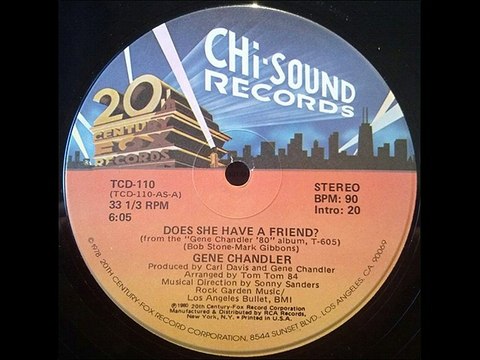 CHi-SOUND
RECORDS
20th
CENTURY
FOX
RECORDS
TCD-110
(TCD-110-AS-A)
33 1/3 RPM
6:05
STEREO
BPM: 90
Intro: 20
DOES SHE HAVE A FRIEND?
(from the "Gene Chandler '80" album, T-605)
(Bob Stone-Mark Gibbons)
GENE CHANDLER
Produced by Carl Davis and Gene Chandler
Arranged by Tom Tom 84
Musical Direction by Sonny Sanders
Rock Garden Music/
Los Angeles Bullet, BMI
℗ 1980 20th Century-Fox Record Corporation
Manufactured & Distributed by RCA Records,
New York, N.Y. • Printed in U.S.A.
© 1978 20TH CENTURY-FOX RECORD CORPORATION, 8544 SUNSET BLVD., LOS ANGELES, CA. 90069